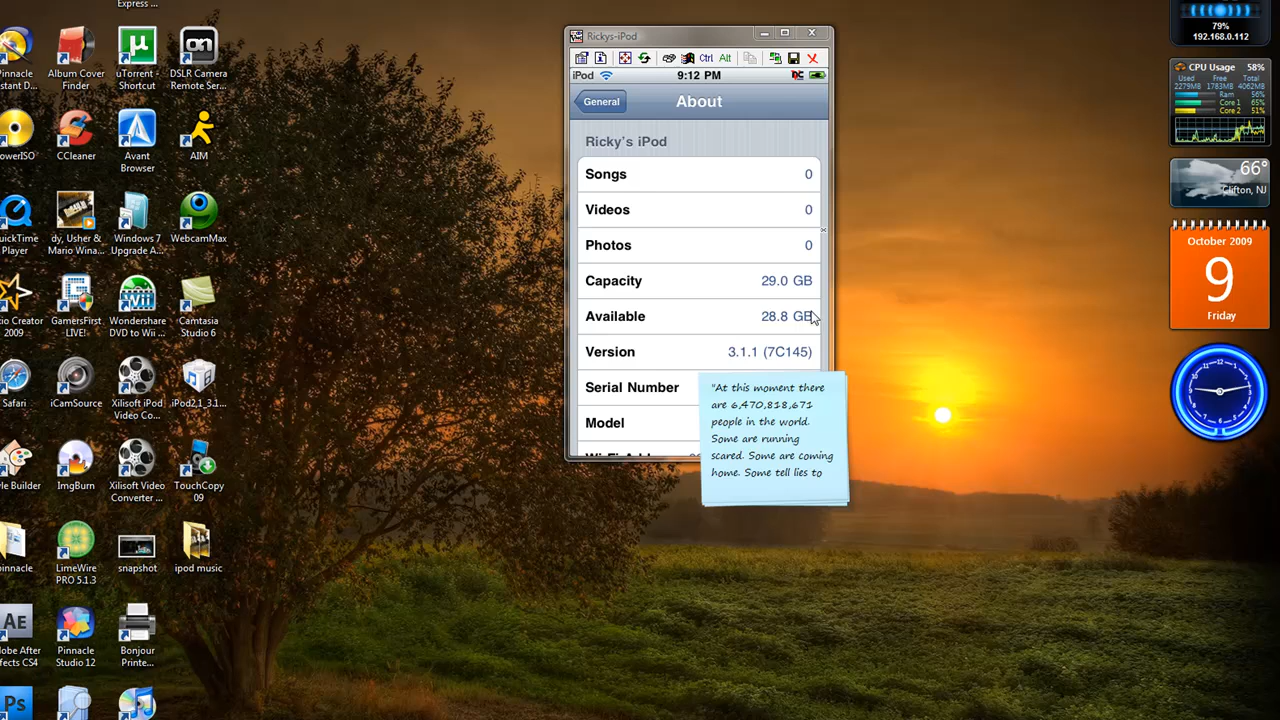 Express ...
Pinnacle
nstant D...
Album Cover
Finder
µ
uTorrent -
Shortcut
on
DSLR Camera
Remote Ser...
owerISO
CCleaner
Avant
Browser
AIM
uickTime
Player
dy, Usher &
Mario Wina...
Windows 7
Upgrade A...
WebcamMax
2009
GamersFirst
LIVE!
Wii
Wondershare
DVD to Wii ...
Camtasia
Studio 6
Safari
iCamSource
Xilisoft iPod
Video Co...
iPod2,1_3.1...
yle Builder
ImgBurn
Xilisoft Video
Converter ...
TouchCopy
09
pinnacle
LimeWire
PRO 5.1.3
snapshot
ipod music
AE
dobe After
ffects CS4
Pinnacle
Studio 12
Bonjour
Printe...
Ps
Rickys-iPod
Ctrl Alt
iPod
9:12 PM
General
About
Ricky's iPod
Songs 0
Videos 0
Photos 0
Capacity 29.0 GB
Available 28.8 GB
Version 3.1.1 (7C145)
Serial Number
Model
"At this moment there
are 6,470,818,671
people in the world.
Some are running
scared. Some are coming
home. Some tell lies to
79%
192.168.0.112
CPU Usage 58%
Used Free Total
2279MB 1783MB 4062MB
Ram 56%
Core 1 65%
Core 2 51%
66°
Clifton, NJ
October 2009
9
Friday